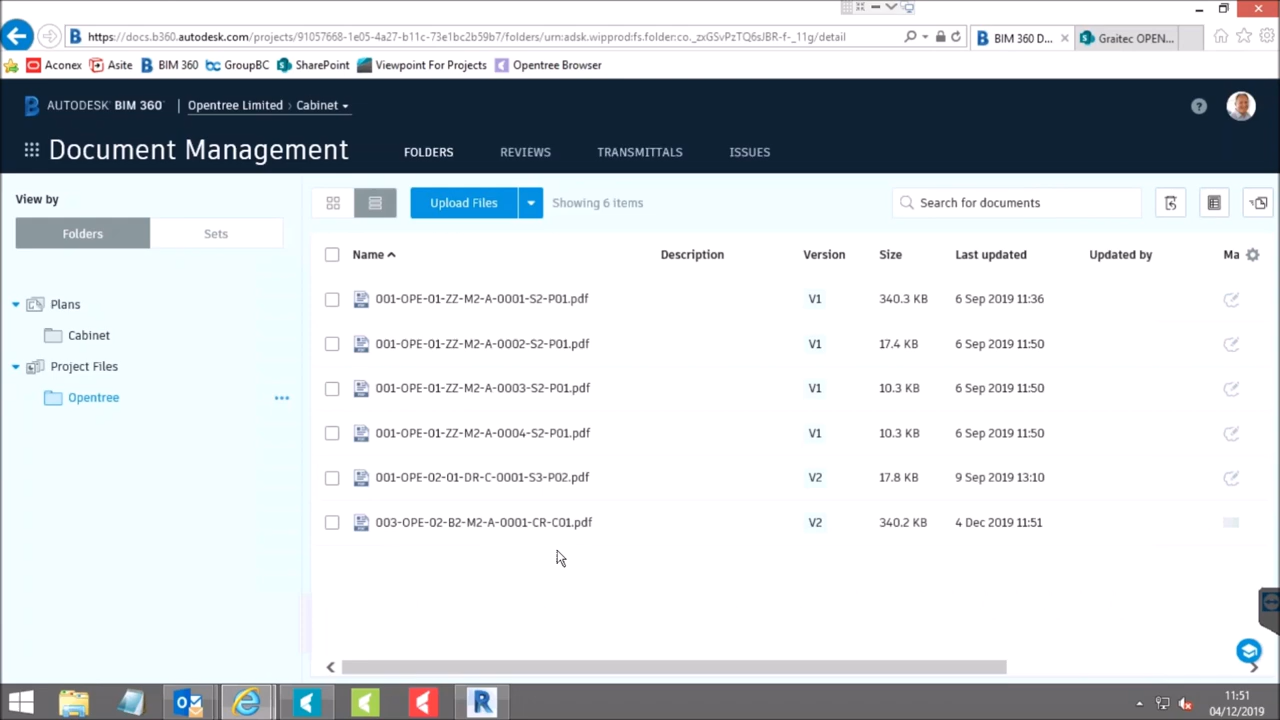 https://docs.b360.autodesk.com/projects/91057668-1e05-4a27-b11c-73e1bc2b59b7/folders/urn:adsk.wipprod:fs.folder:co._zxGSvPzTQ6sJBR-f-_11g/detail
BIM 360 D...
Graitec OPEN...
Aconex
Asite
BIM 360
GroupBC
SharePoint
Viewpoint For Projects
Opentree Browser
AUTODESK® BIM 360™
Opentree Limited › Cabinet
Document Management
FOLDERS
REVIEWS
TRANSMITTALS
ISSUES
View by
Folders
Sets
Plans
Cabinet
Project Files
Opentree
Upload Files
Showing 6 items
Search for documents
Name Description Version Size Last updated Updated by Ma
001-OPE-01-ZZ-M2-A-0001-S2-P01.pdf V1 340.3 KB 6 Sep 2019 11:36
001-OPE-01-ZZ-M2-A-0002-S2-P01.pdf V1 17.4 KB 6 Sep 2019 11:50
001-OPE-01-ZZ-M2-A-0003-S2-P01.pdf V1 10.3 KB 6 Sep 2019 11:50
001-OPE-01-ZZ-M2-A-0004-S2-P01.pdf V1 10.3 KB 6 Sep 2019 11:50
001-OPE-02-01-DR-C-0001-S3-P02.pdf V2 17.8 KB 9 Sep 2019 13:10
003-OPE-02-B2-M2-A-0001-CR-C01.pdf V2 340.2 KB 4 Dec 2019 11:51
11:51
04/12/2019